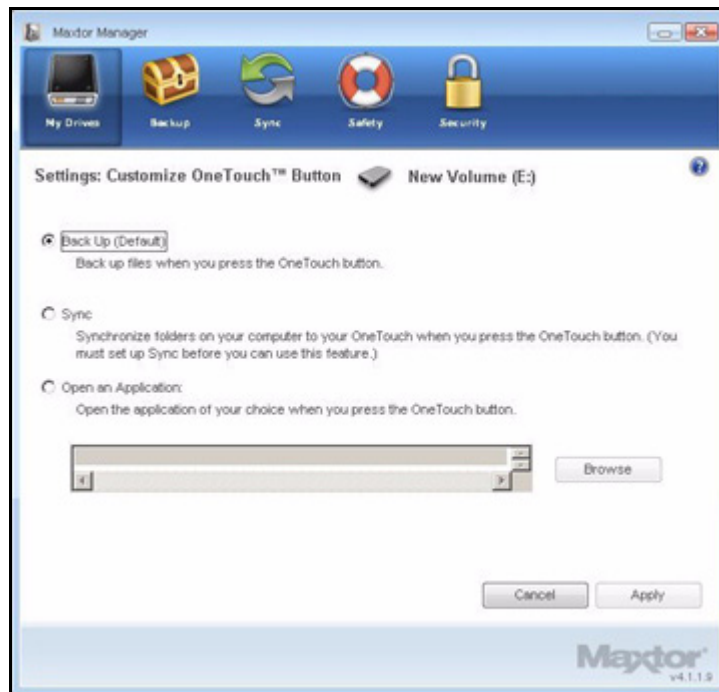 Maxtor Manager
My Drives Backup Sync Safety Security
Settings: Customize OneTouch™ Button New Volume (E:)
Back Up (Default)
Back up files when you press the OneTouch button.
Sync
Synchronize folders on your computer to your OneTouch when you press the OneTouch button. (You
must set up Sync before you can use this feature.)
Open an Application:
Open the application of your choice when you press the OneTouch button.
Browse
Cancel Apply
Maxtor
v4.1.1.9